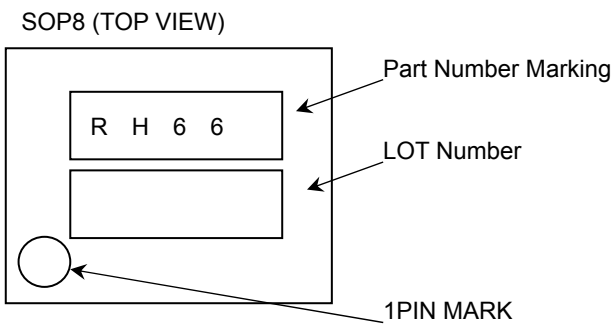 SOP8 (TOP VIEW)
Part Number Marking
R H 6 6
LOT Number
1PIN MARK